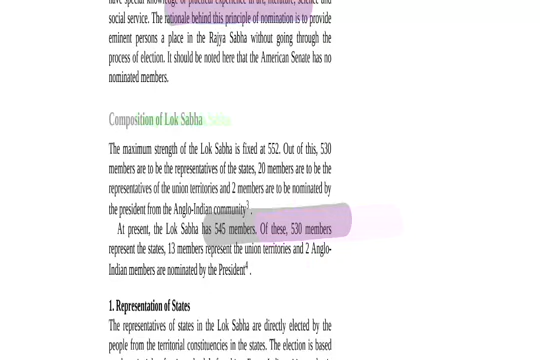 have special knowledge or practical experience in art, literature, science and
social service. The rationale behind this principle of nomination is to provide
eminent persons a place in the Rajya Sabha without going through the
process of election. It should be noted here that the American Senate has no
nominated members.
Composition of Lok Sabha
The maximum strength of the Lok Sabha is fixed at 552. Out of this, 530
members are to be the representatives of the states, 20 members are to be the
representatives of the union territories and 2 members are to be nominated by
the president from the Anglo-Indian community3 .
At present, the Lok Sabha has 545 members. Of these, 530 members
represent the states, 13 members represent the union territories and 2 Anglo-
Indian members are nominated by the President4 .
1. Representation of States
The representatives of states in the Lok Sabha are directly elected by the
people from the territorial constituencies in the states. The election is based